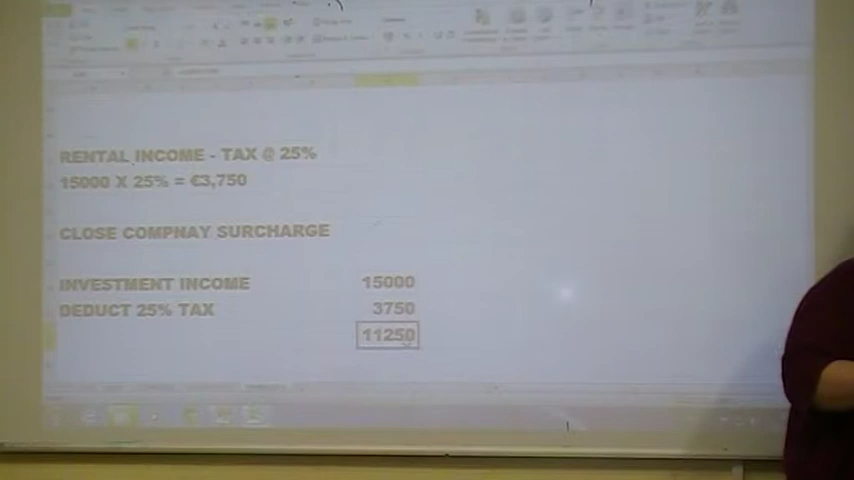 RENTAL INCOME - TAX @ 25%
15000 X 25% = €3,750
CLOSE COMPNAY SURCHARGE
INVESTMENT INCOME 15000
DEDUCT 25% TAX 3750
11250